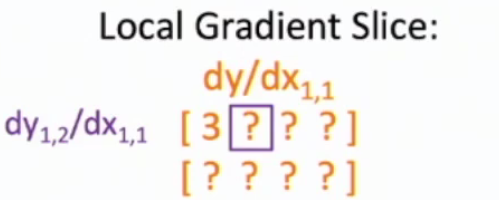 Local Gradient Slice:
dy/dx₁,₁
dy₁,₂/dx₁,₁ [ 3 ? ? ? ]
[ ? ? ? ? ]